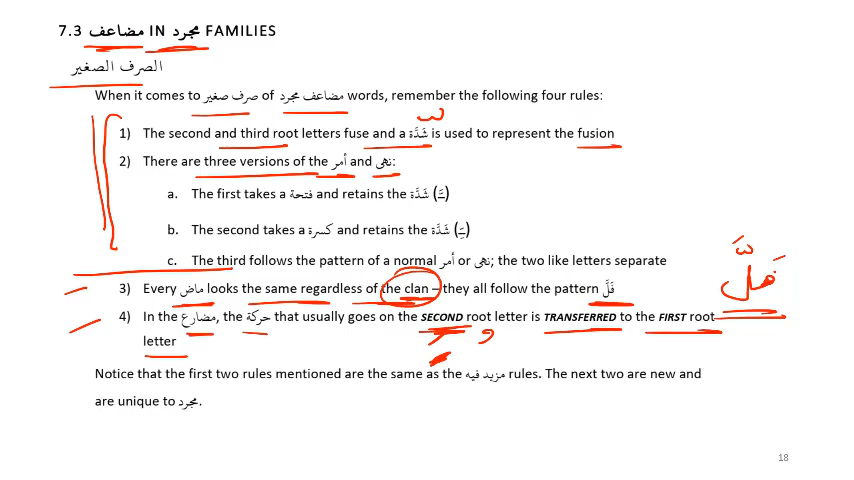 7.3 مضاعف IN مجرد FAMILIES
الصرف الصغير
When it comes to صرف صغير of مضاعف مجرد words, remember the following four rules:
1) The second and third root letters fuse and a شَدَّة is used to represent the fusion
2) There are three versions of the أمر and نهى:
a. The first takes a فتحة and retains the شَدَّة (ـَّ)
b. The second takes a كسرة and retains the شَدَّة (ـِّ)
c. The third follows the pattern of a normal أمر or نهى; the two like letters separate
3) Every ماض looks the same regardless of the clan – they all follow the pattern فَلَّ
4) In the مضارع, the حركة that usually goes on the SECOND root letter is TRANSFERRED to the FIRST root
letter
Notice that the first two rules mentioned are the same as the مزيد فيه rules. The next two are new and
are unique to مجرد.
18